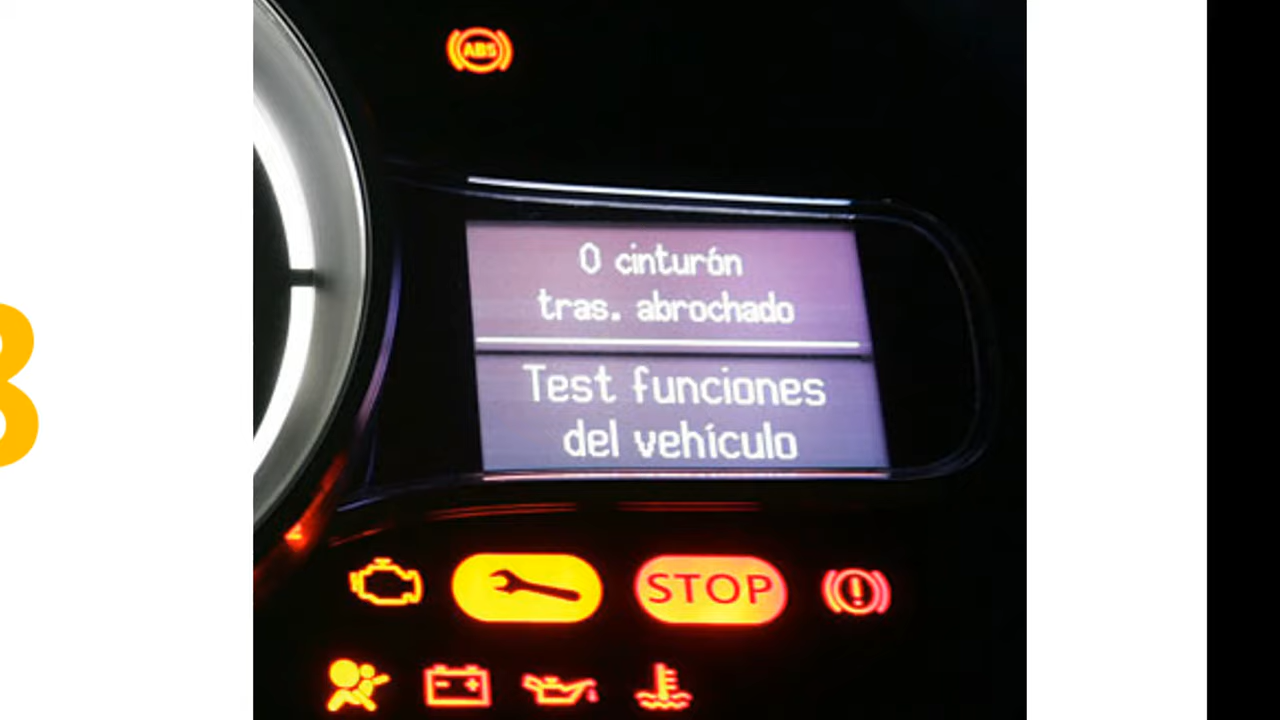 ABS
0 cinturón
tras. abrochado
Test funciones
del vehículo
STOP